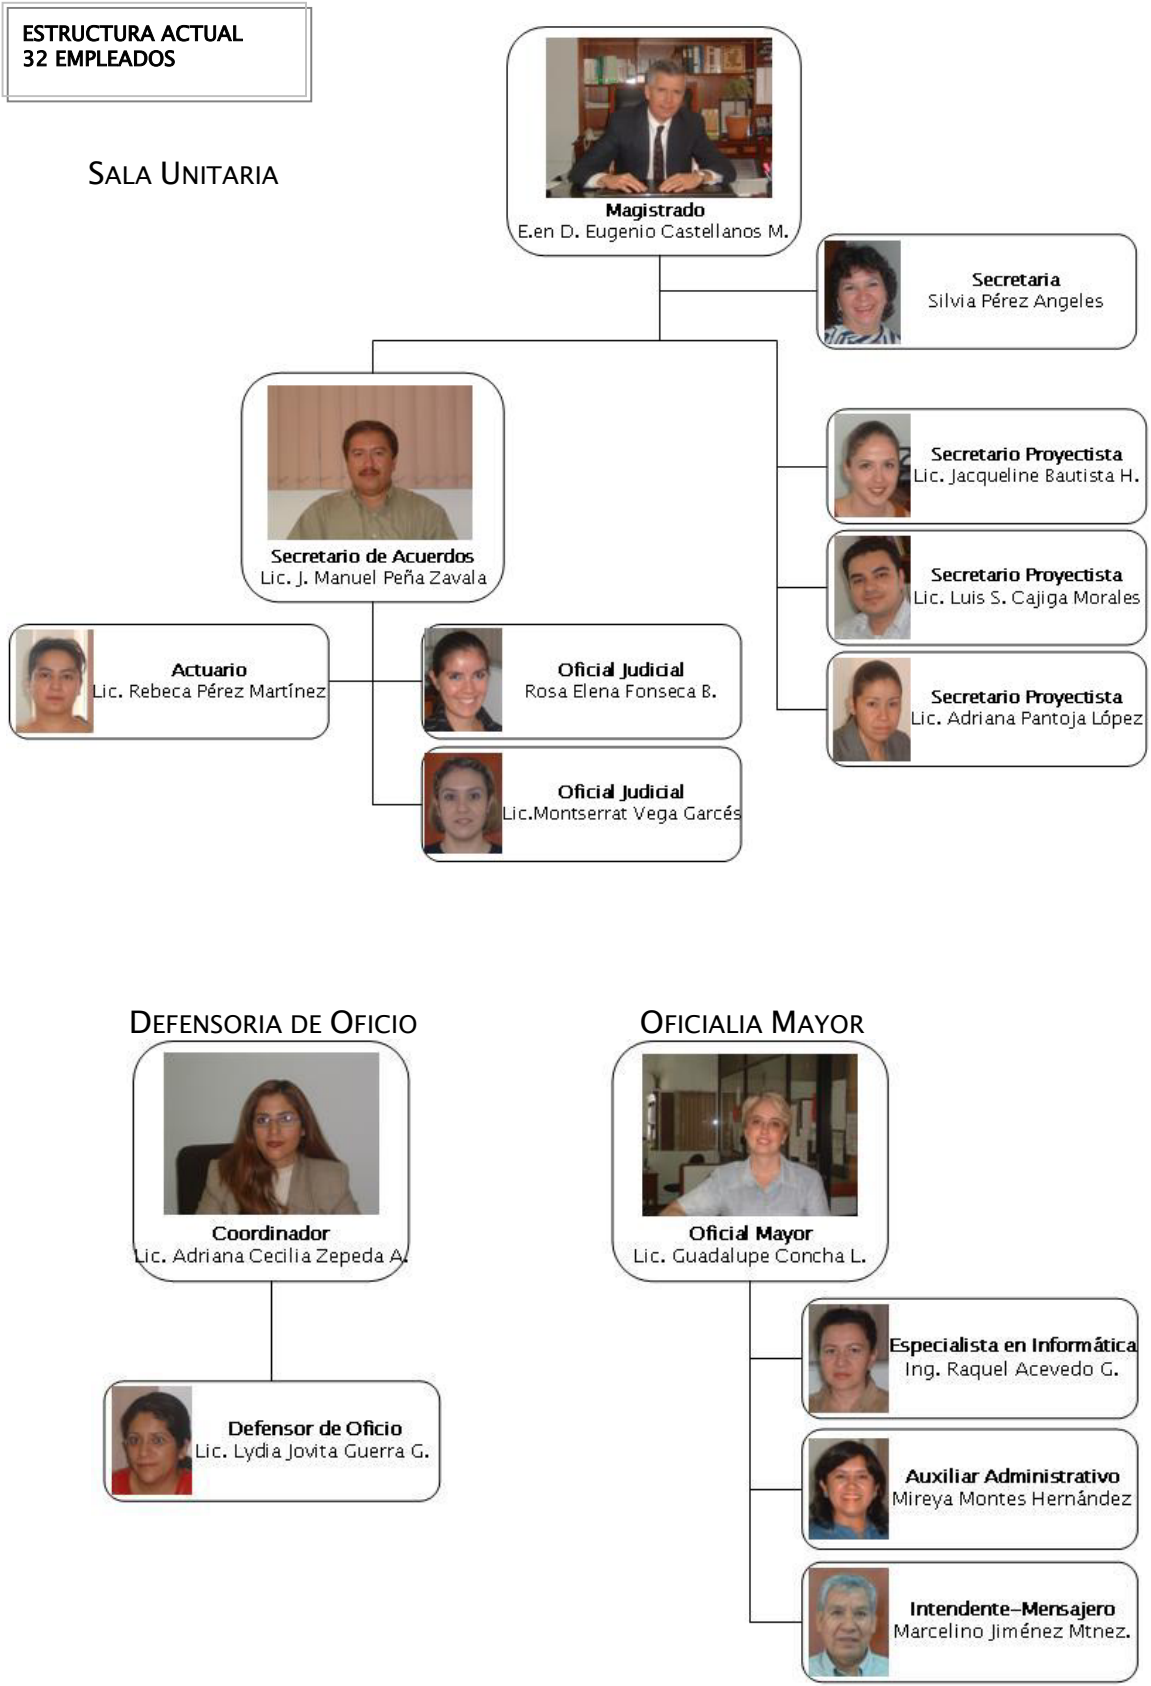 ESTRUCTURA ACTUAL
32 EMPLEADOS
SALA UNITARIA
Magistrado
E.en D. Eugenio Castellanos M.
Secretaria
Silvia Pérez Angeles
Secretario de Acuerdos
Lic. J. Manuel Peña Zavala
Secretario Proyectista
Lic. Jacqueline Bautista H.
Secretario Proyectista
Lic. Luis S. Cajiga Morales
Secretario Proyectista
Lic. Adriana Pantoja López
Actuario
Lic. Rebeca Pérez Martínez
Oficial Judicial
Rosa Elena Fonseca B.
Oficial Judicial
Lic.Montserrat Vega Garcés
DEFENSORIA DE OFICIO
Coordinador
Lic. Adriana Cecilia Zepeda A.
Defensor de Oficio
Lic. Lydia Jovita Guerra G.
OFICIALIA MAYOR
Oficial Mayor
Lic. Guadalupe Concha L.
Especialista en Informática
Ing. Raquel Acevedo G.
Auxiliar Administrativo
Mireya Montes Hernández
Intendente-Mensajero
Marcelino Jiménez Mtnez.